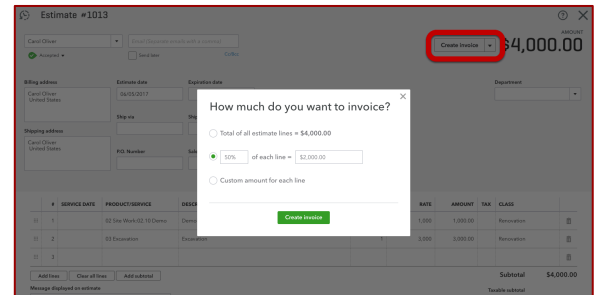 Estimate #1013
AMOUNT
Carol Oliver
Create invoice
$4,000.00
Accepted
Send later
Cc/Bcc
Billing address
Estimate date
Expiration date
Department
Carol Oliver
United States
06/05/2017
Ship via
Shipping address
Carol Oliver
United States
P.O. Number
How much do you want to invoice?
Total of all estimate lines = $4,000.00
50% of each line = $2,000.00
Custom amount for each line
Create invoice
# SERVICE DATE PRODUCT/SERVICE RATE AMOUNT TAX CLASS
1 02 Site Work:02.10 Demo 1,000 1,000.00 Renovation
2 03 Excavation Excavation 3,000.00 Renovation
3
Add lines Clear all lines Add subtotal
Subtotal $4,000.00
Message displayed on estimate
Taxable subtotal